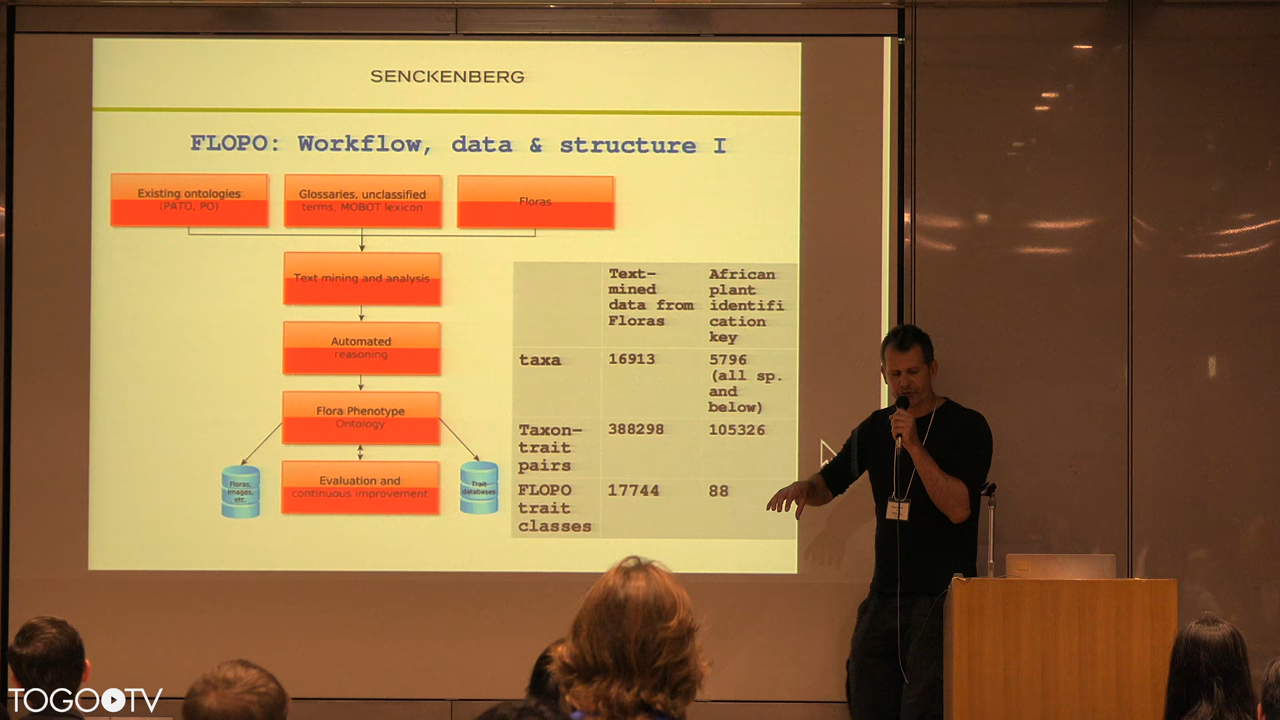 SENCKENBERG
FLOPO: Workflow, data & structure I
Existing ontologies
(PATO, PO)
Glossaries, unclassified
terms, MOBOT lexicon
Floras
Text mining and analysis
Automated
reasoning
Flora Phenotype
Ontology
Evaluation and
continuous improvement
Floras,
images,
etc.
Trait
databases
Text-
mined
data from
Floras
African
plant
identifi
cation
key
taxa
16913
5796
(all sp.
and
below)
Taxon-
trait
pairs
388298
105326
FLOPO
trait
classes
17744
88
TOGOTV